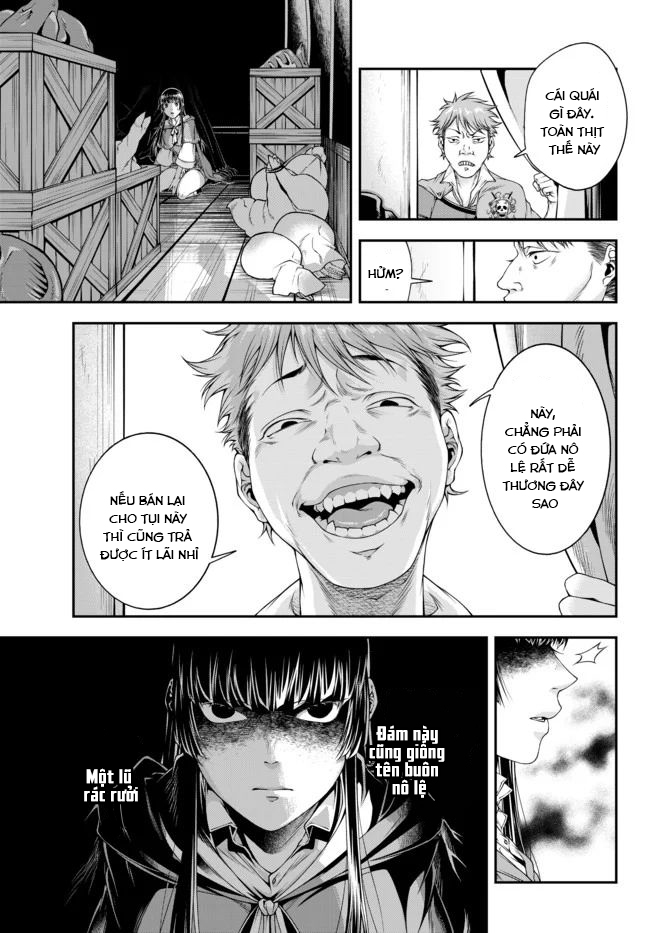 CÁI QUÁI
GÌ ĐÂY.
TOÀN THỊT
THẾ NÀY
HỬM?
NÀY,
CHẲNG PHẢI
CÓ ĐỨA NÔ
LỆ RẤT DỄ
THƯƠNG ĐÂY
SAO
NẾU BÁN LẠI
CHO TỤI NÀY
THÌ CŨNG TRẢ
ĐƯỢC ÍT LÃI NHỈ
Đám này
cũng giống
tên buôn
nô lệ
Một lũ
rác rưởi